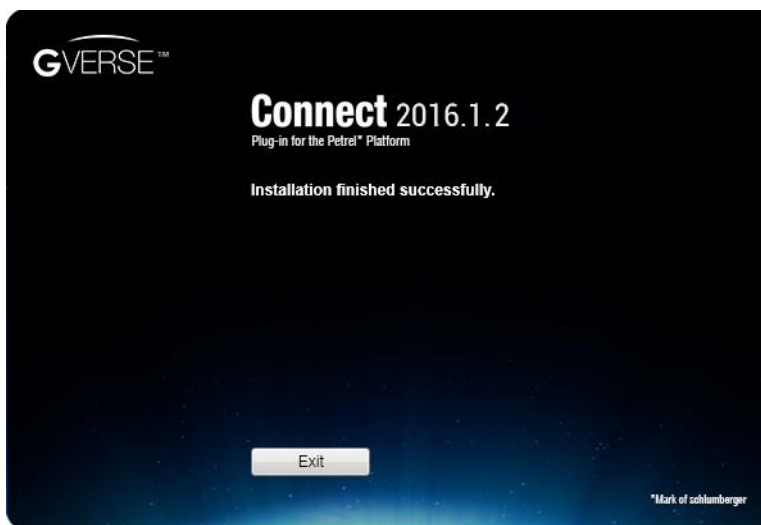 GVERSE™
Connect 2016.1.2
Plug-in for the Petrel* Platform
Installation finished successfully.
Exit
*Mark of schlumberger